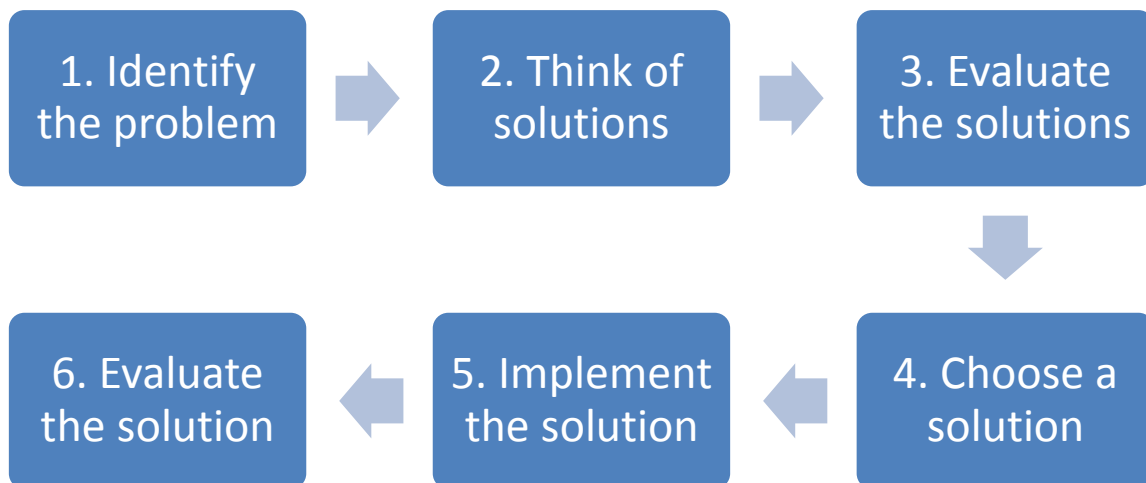 1. Identify
the problem
2. Think of
solutions
3. Evaluate
the solutions
4. Choose a
solution
5. Implement
the solution
6. Evaluate
the solution